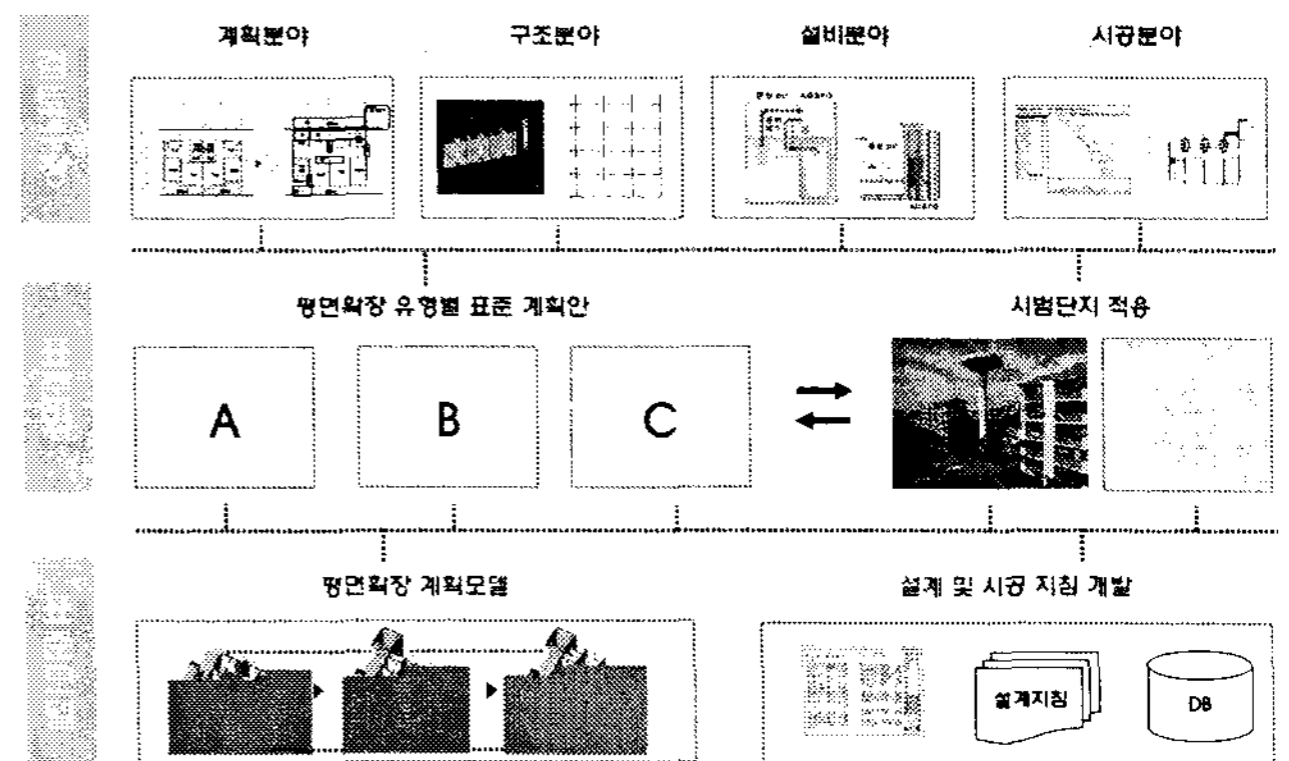 계획분야
구조분야
설비분야
시공분야
평면확장 유형별 표준 계획안
시범단지 적용
A
B
C
평면확장 계획모델
설계 및 시공 지침 개발
설계지침
DB